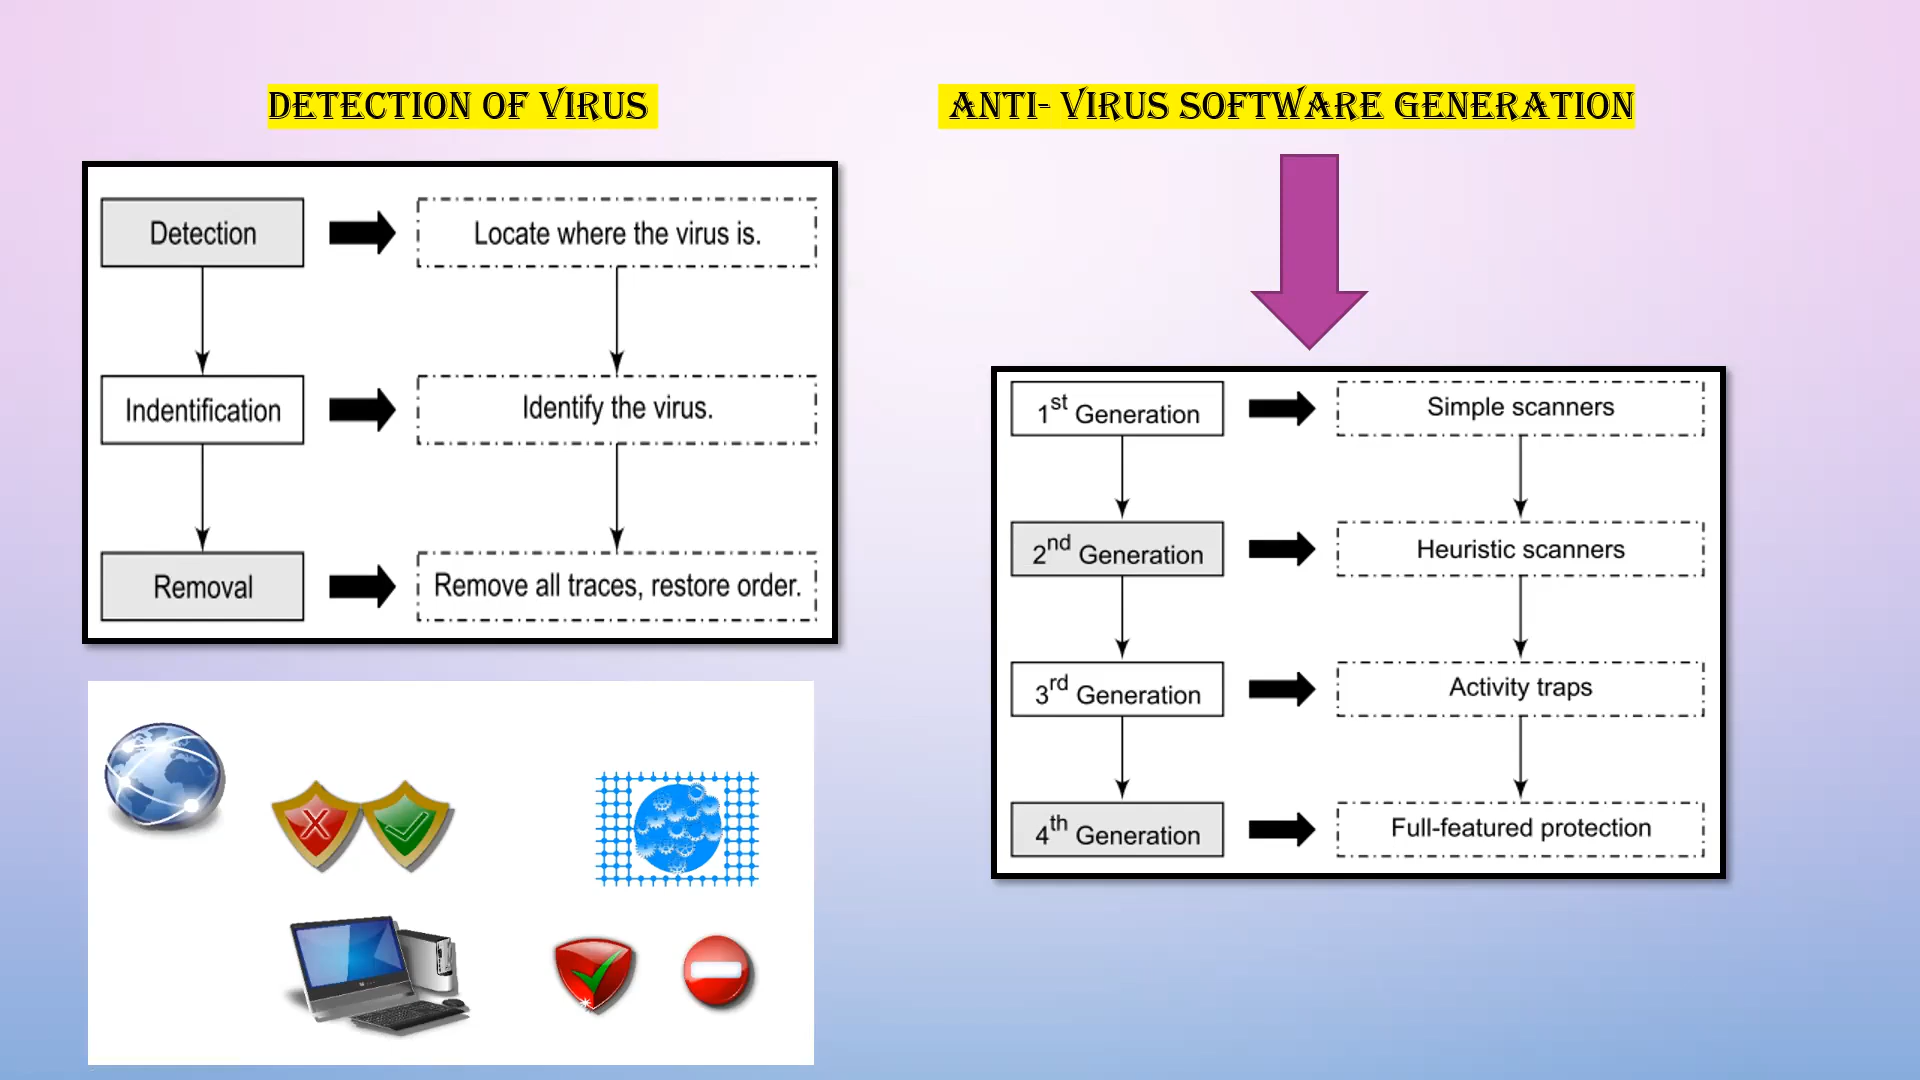 DETECTION OF VIRUS
Detection
Locate where the virus is.
Indentification
Identify the virus.
Removal
Remove all traces, restore order.
ANTI- VIRUS SOFTWARE GENERATION
1st Generation
Simple scanners
2nd Generation
Heuristic scanners
3rd Generation
Activity traps
4th Generation
Full-featured protection